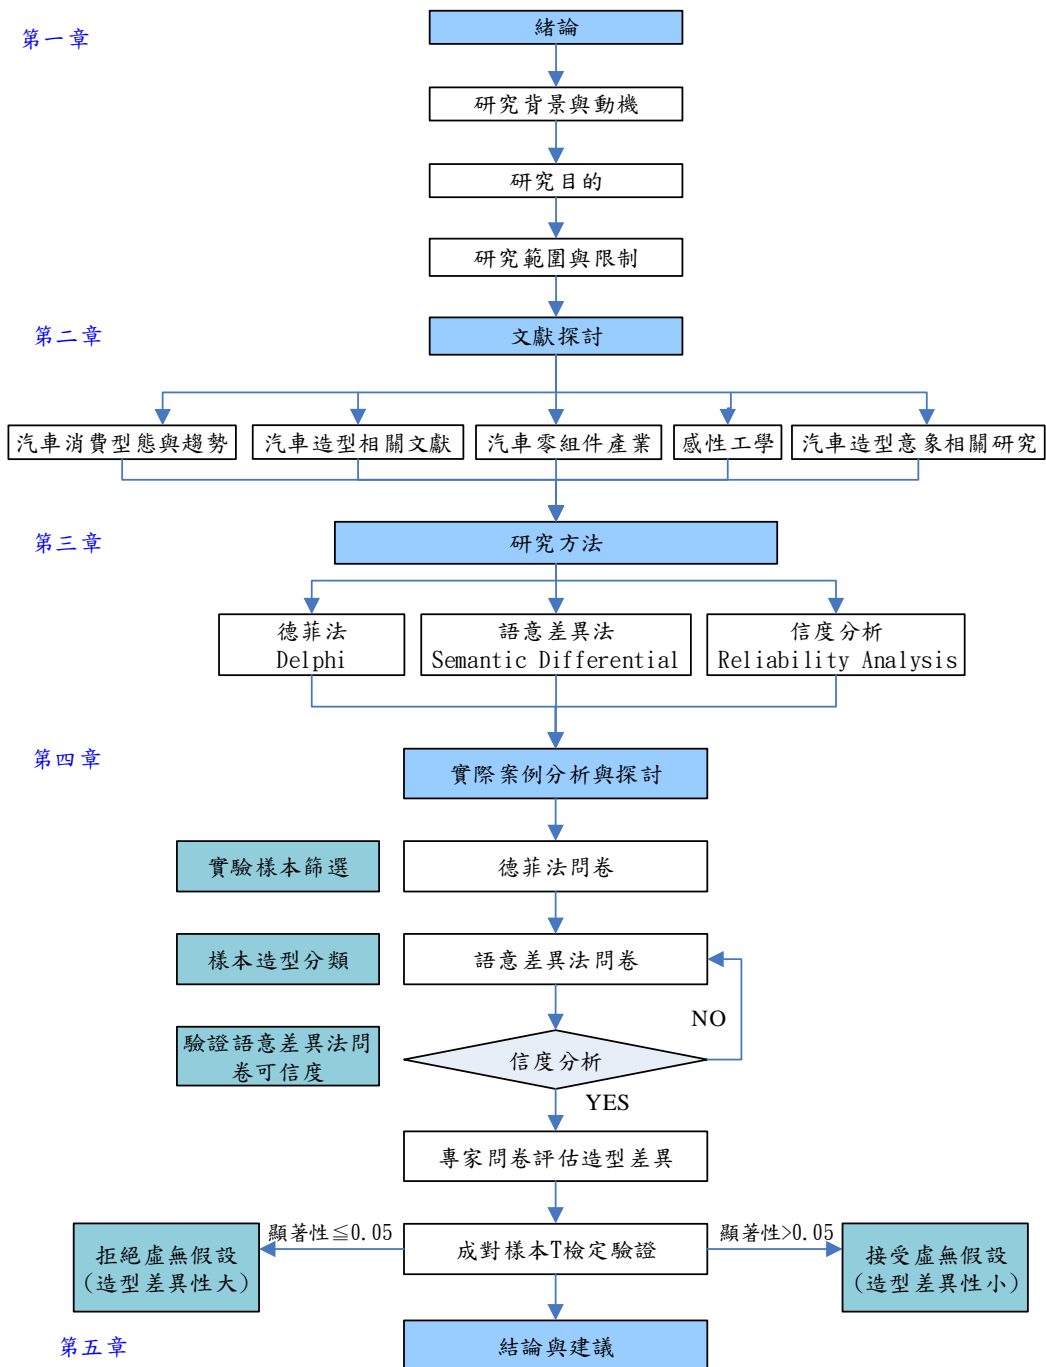 第一章
緒論
研究背景與動機
研究目的
研究範圍與限制
第二章
文獻探討
汽車消費型態與趨勢
汽車造型相關文獻
汽車零組件產業
感性工學
汽車造型意象相關研究
第三章
研究方法
德菲法
Delphi
語意差異法
Semantic Differential
信度分析
Reliability Analysis
第四章
實際案例分析與探討
實驗樣本篩選
德菲法問卷
樣本造型分類
語意差異法問卷
NO
驗證語意差異法問
卷可信度
信度分析
YES
專家問卷評估造型差異
顯著性≦0.05
顯著性>0.05
拒絕虛無假設
(造型差異性大)
成對樣本T檢定驗證
接受虛無假設
(造型差異性小)
第五章
結論與建議